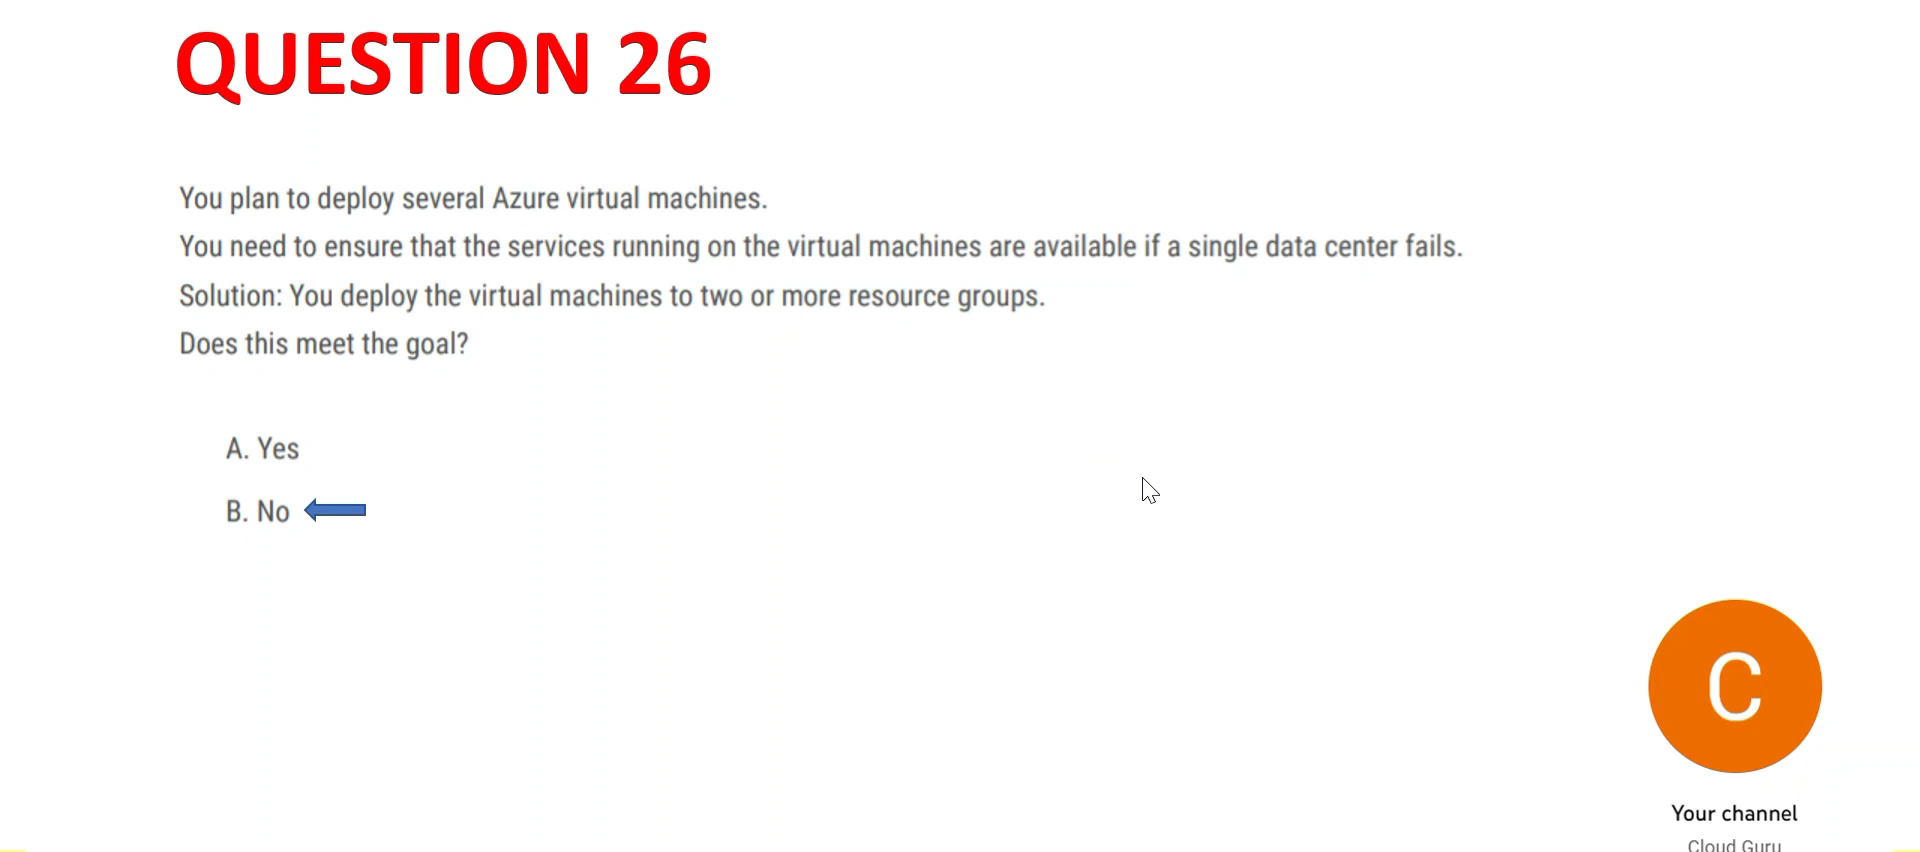 QUESTION 26
You plan to deploy several Azure virtual machines.
You need to ensure that the services running on the virtual machines are available if a single data center fails.
Solution: You deploy the virtual machines to two or more resource groups.
Does this meet the goal?
A. Yes
B. No
C
Your channel
Cloud Guru